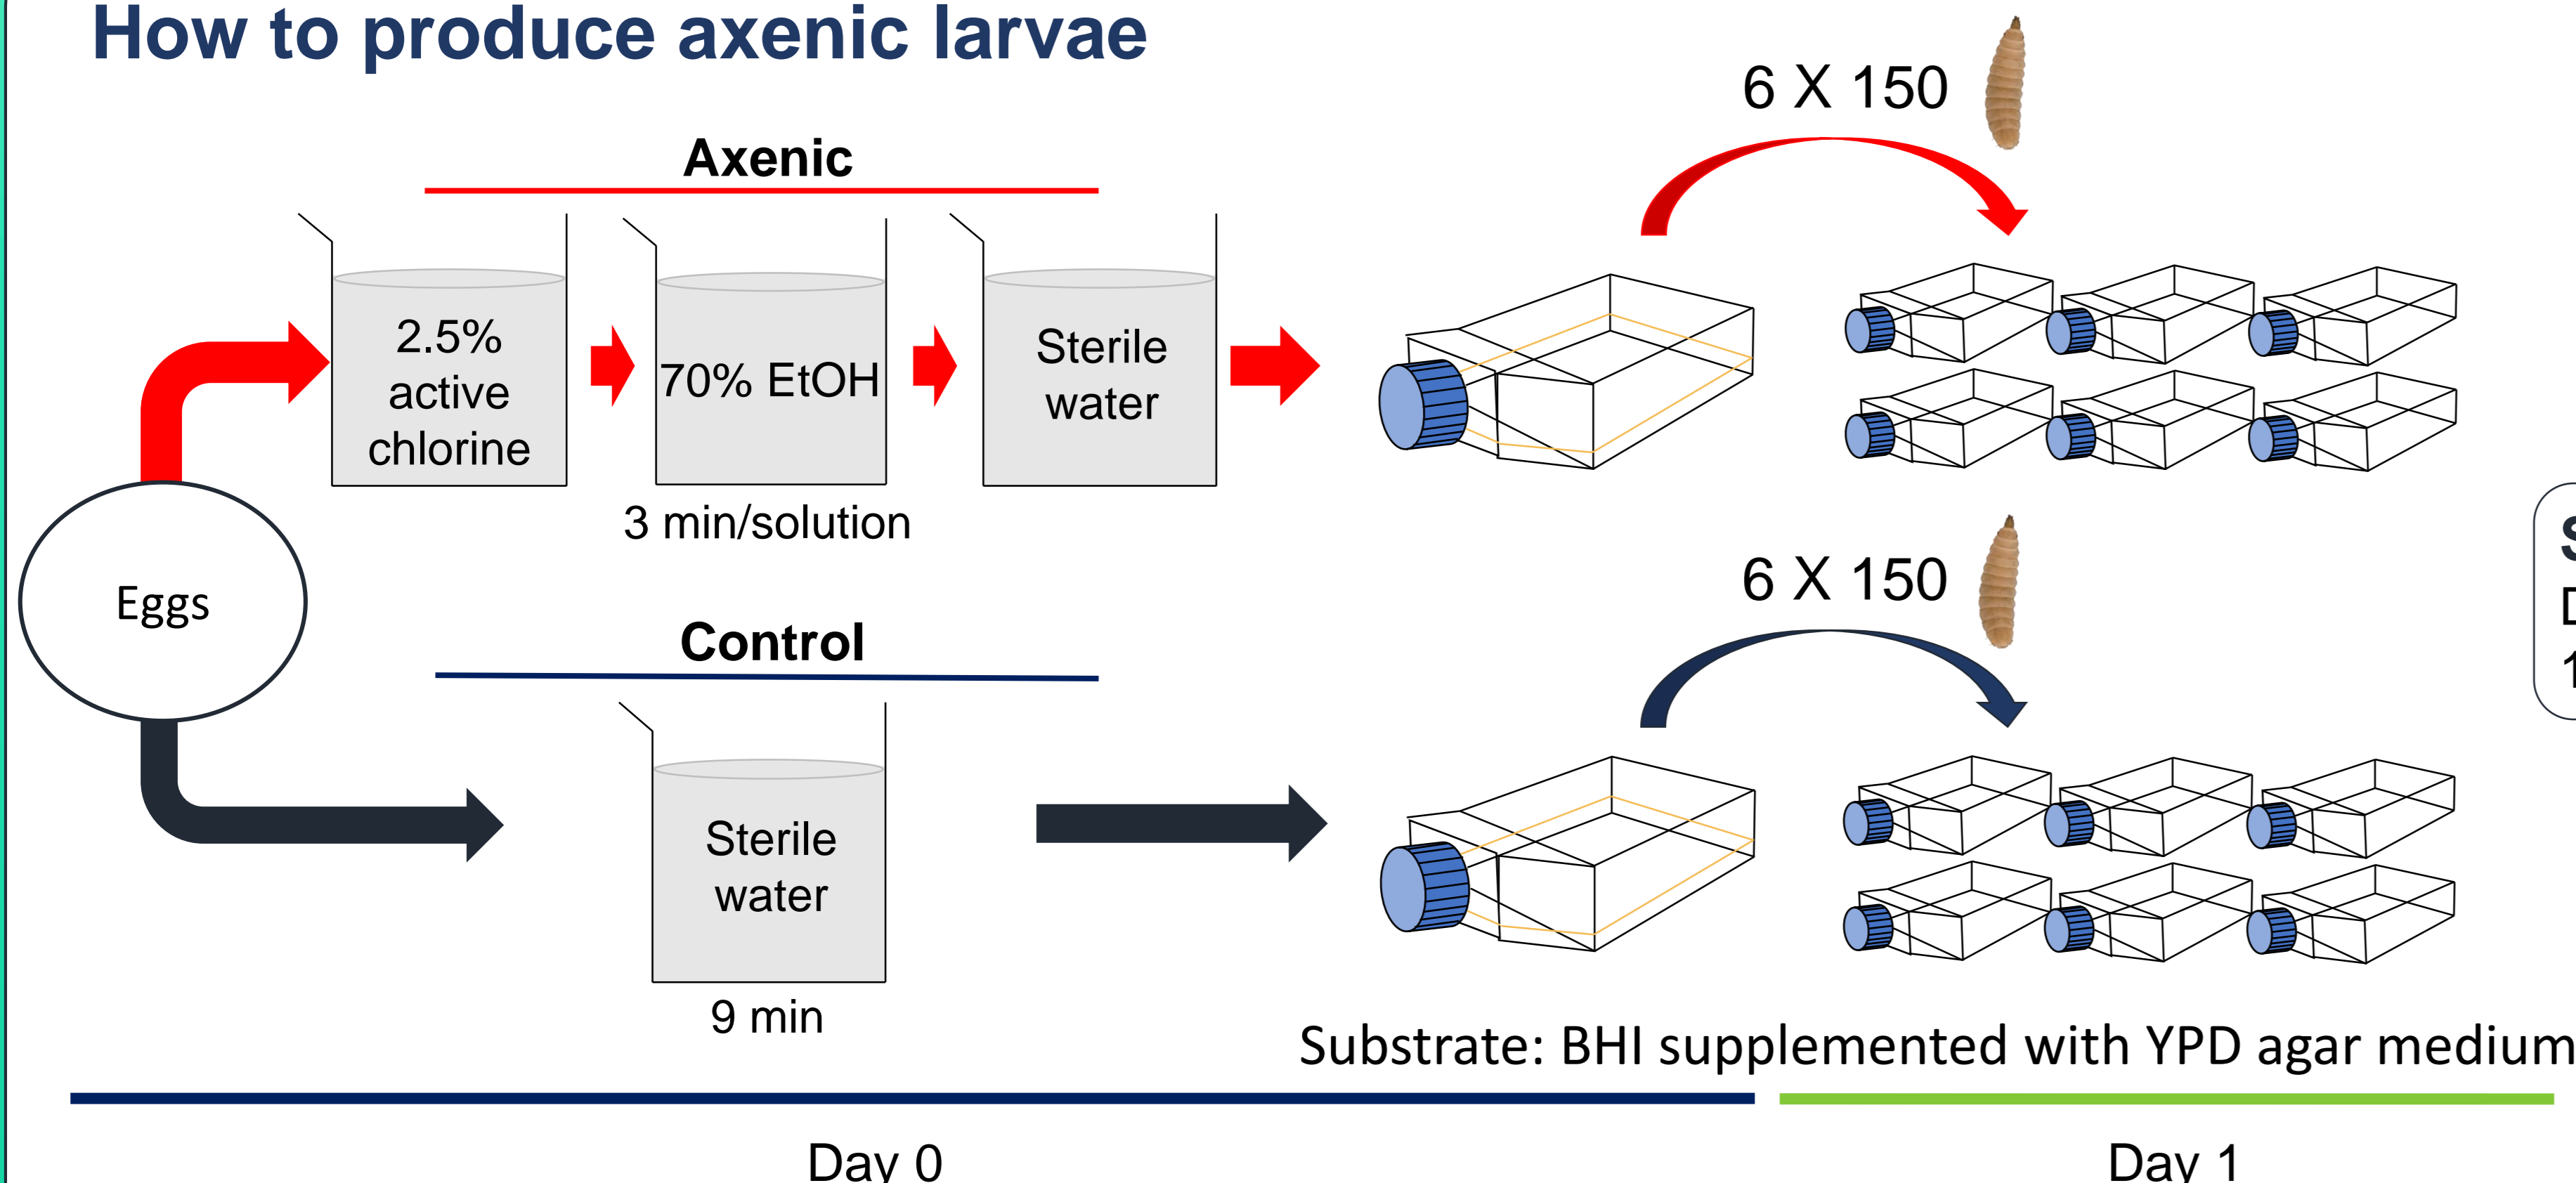 How to produce axenic larvae
6 X 150
Axenic
2.5%
active
chlorine
70% EtOH
Sterile
water
3 min/solution
Eggs
6 X 150
Control
Sterile
water
9 min
Substrate: BHI supplemented with YPD agar medium
Day 0
Day 1